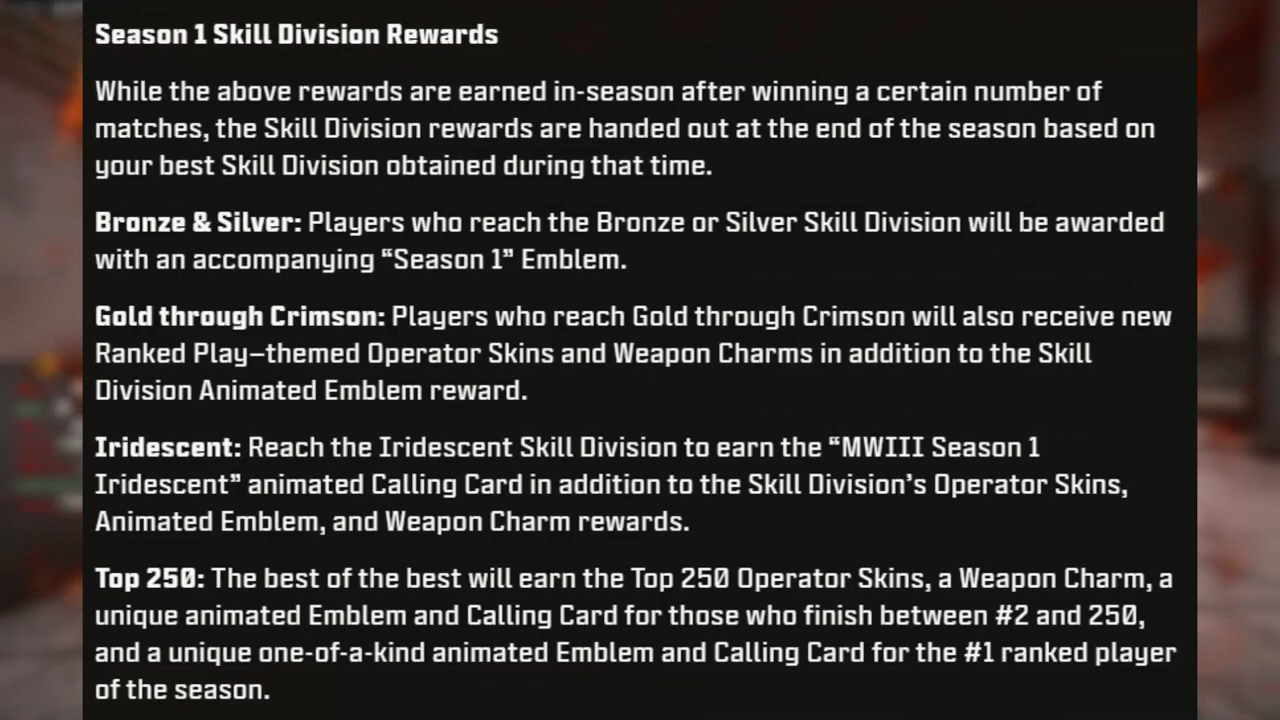 Season 1 Skill Division Rewards
While the above rewards are earned in-season after winning a certain number of
matches, the Skill Division rewards are handed out at the end of the season based on
your best Skill Division obtained during that time.
Bronze & Silver: Players who reach the Bronze or Silver Skill Division will be awarded
with an accompanying “Season 1” Emblem.
Gold through Crimson: Players who reach Gold through Crimson will also receive new
Ranked Play—themed Operator Skins and Weapon Charms in addition to the Skill
Division Animated Emblem reward.
Iridescent: Reach the Iridescent Skill Division to earn the “MWIII Season 1
Iridescent” animated Calling Card in addition to the Skill Division’s Operator Skins,
Animated Emblem, and Weapon Charm rewards.
Top 250: The best of the best will earn the Top 250 Operator Skins, a Weapon Charm, a
unique animated Emblem and Calling Card for those who finish between #2 and 250,
and a unique one-of-a-kind animated Emblem and Calling Card for the #1 ranked player
of the season.